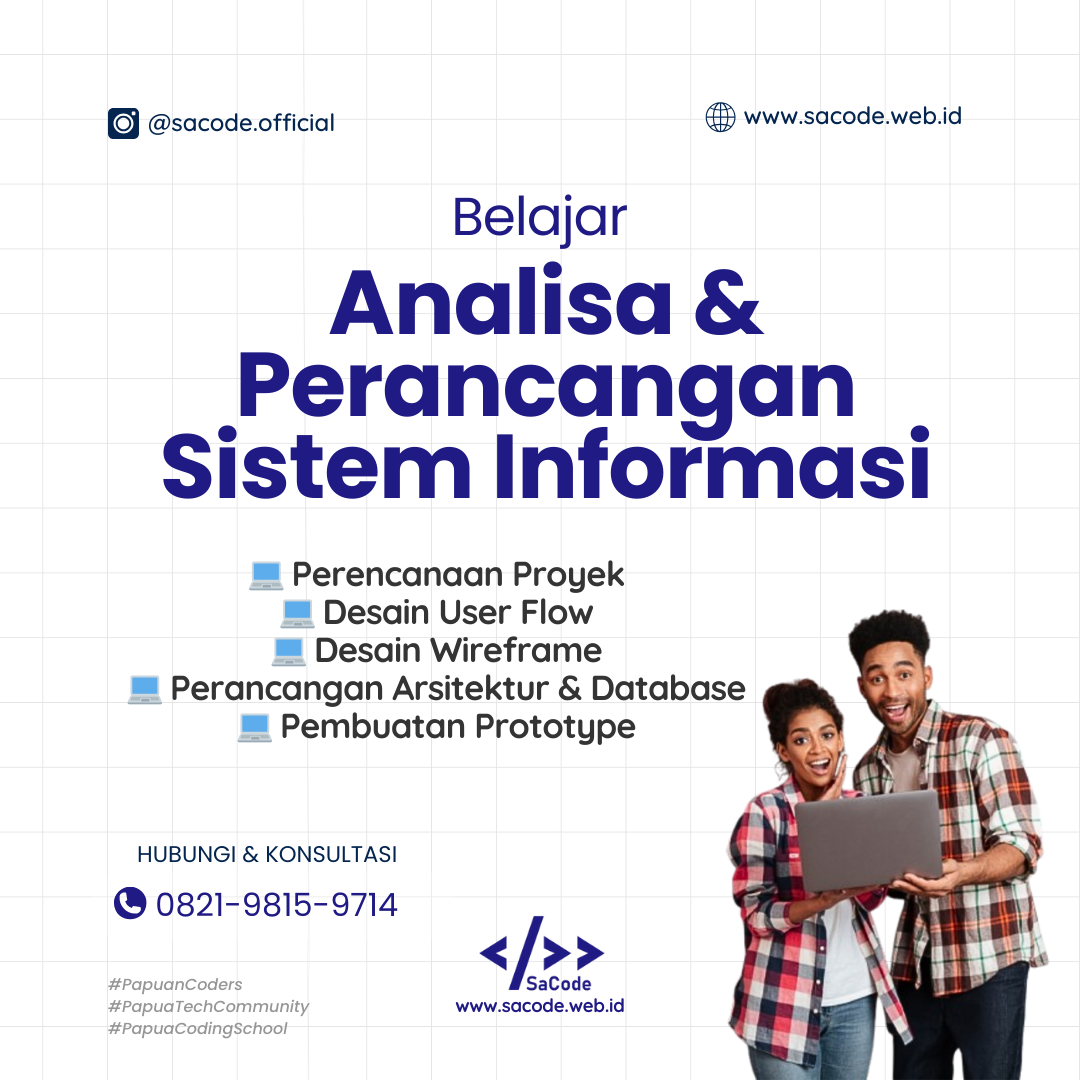 @sacode.official
www.sacode.web.id
Belajar
Analisa &
Perancangan
Sistem Informasi
💻 Perencanaan Proyek
💻 Desain User Flow
💻 Desain Wireframe
💻 Perancangan Arsitektur & Database
💻 Pembuatan Prototype
HUBUNGI & KONSULTASI
0821-9815-9714
</>>
SaCode
www.sacode.web.id
#PapuanCoders
#PapuaTechCommunity
#PapuaCodingSchool